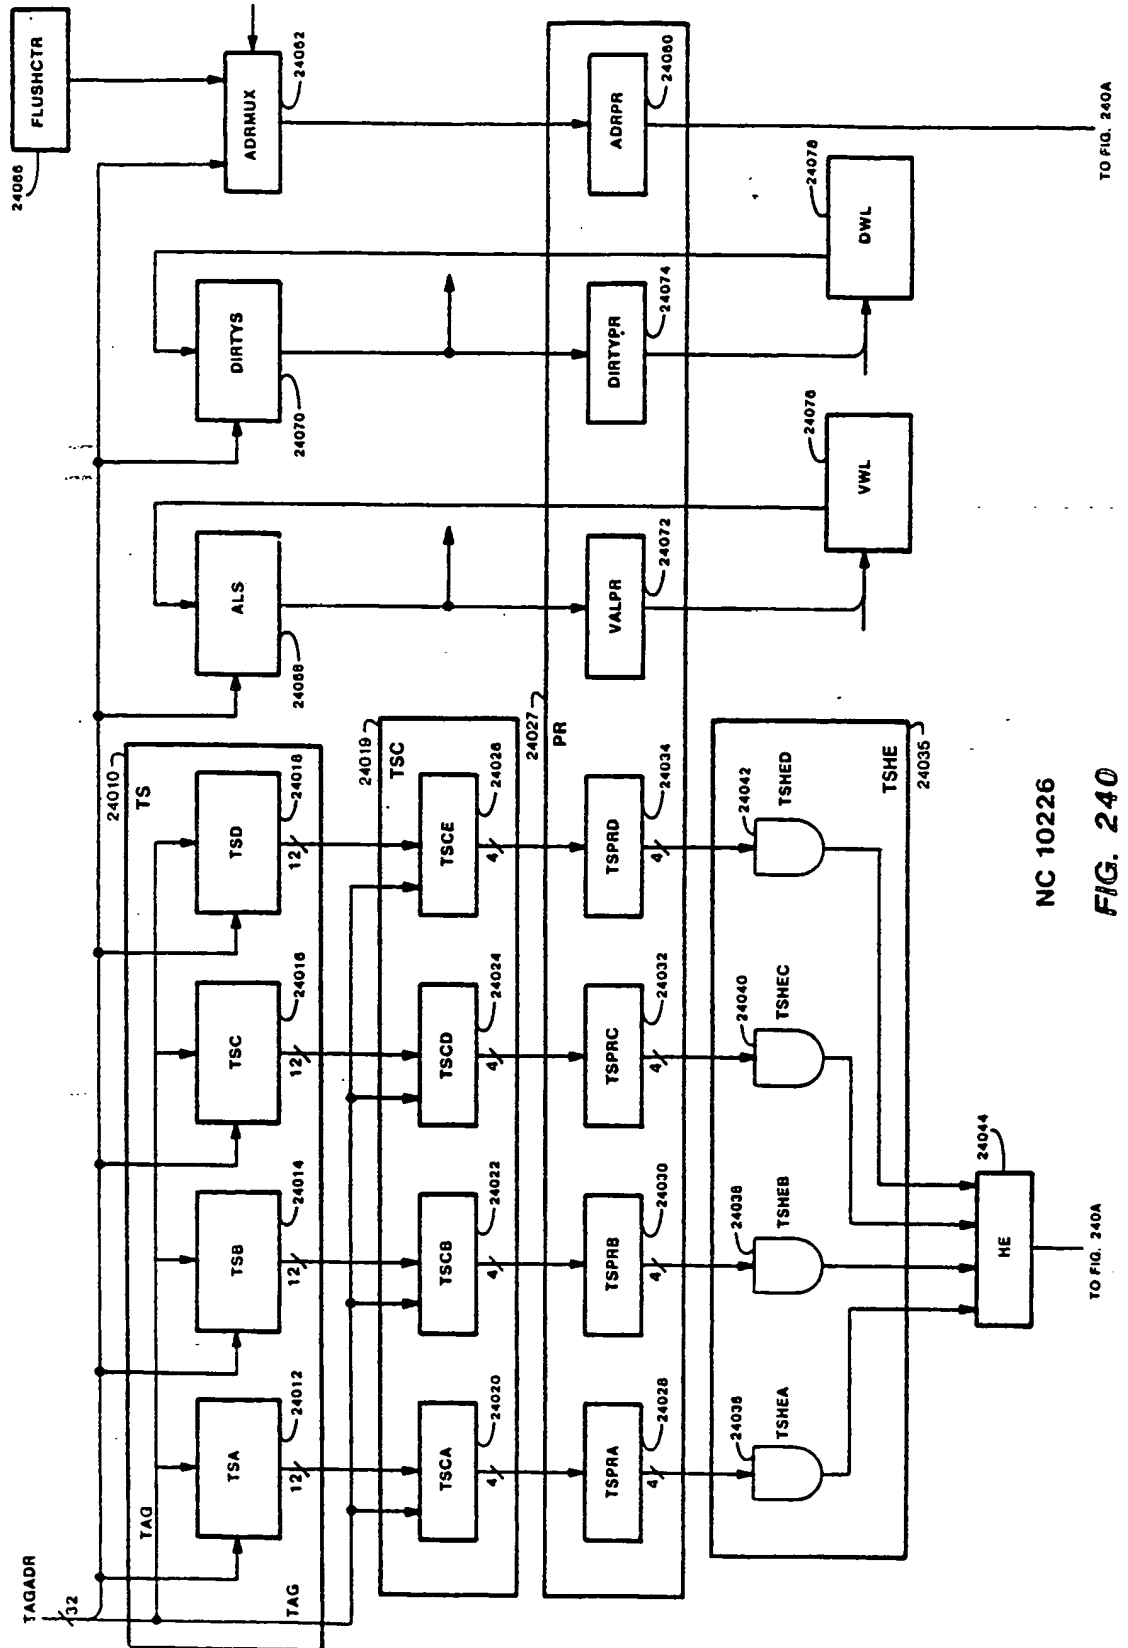 TAGADR
32
TAG
TAG
24010
TS
TSA
24012
12
TSB
24014
12
TSC
24016
12
TSD
24018
12
ALS
24068
DIRTYS
24070
24066
FLUSHCTR
ADRMUX
24062
24019
TSC
TSCA
24020
4
TSCB
24022
4
TSCD
24024
4
TSCE
24026
4
24027
PR
TSPRA
24028
4
TSPRB
24030
4
TSPRC
24032
4
TSPRD
24034
4
VALPR
24072
DIRTYPR
24074
ADRPR
24060
24036
TSHEA
24038
TSHEB
24040
TSHEC
24042
TSHED
TSHE
24035
VWL
24076
DWL
24078
HE
24044
TO FIG. 240A
TO FIG. 240A
NC 10226
FIG. 240